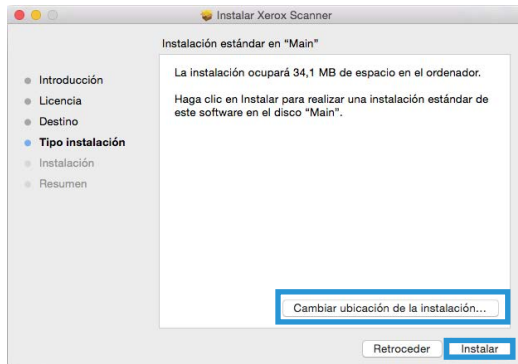 Instalar Xerox Scanner
Instalación estándar en “Main”
Introducción
Licencia
Destino
Tipo instalación
Instalación
Resumen
La instalación ocupará 34,1 MB de espacio en el ordenador.
Haga clic en Instalar para realizar una instalación estándar de
este software en el disco “Main”.
Cambiar ubicación de la instalación...
Retroceder
Instalar